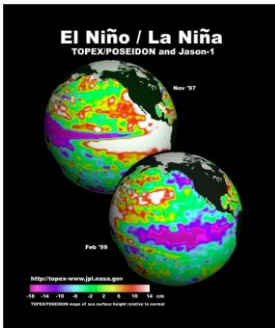 El Niño / La Niña
TOPEX/POSEIDON and Jason-1
Nov '97
Feb '99
http://topex-www.jpl.nasa.gov
-18 -14 -10 -6 -2 2 6 10 14 cm
TOPEX/POSEIDON maps of sea surface height relative to normal